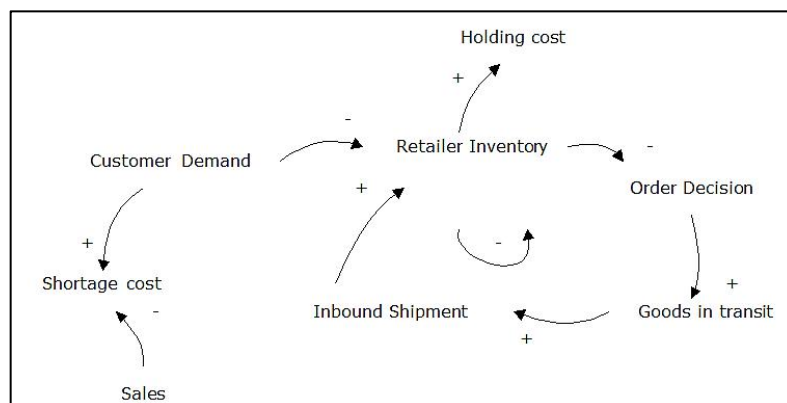 Holding cost
+
-
Customer Demand
Retailer Inventory
-
+
Order Decision
+
-
Shortage cost
+
-
Inbound Shipment
Goods in transit
+
Sales